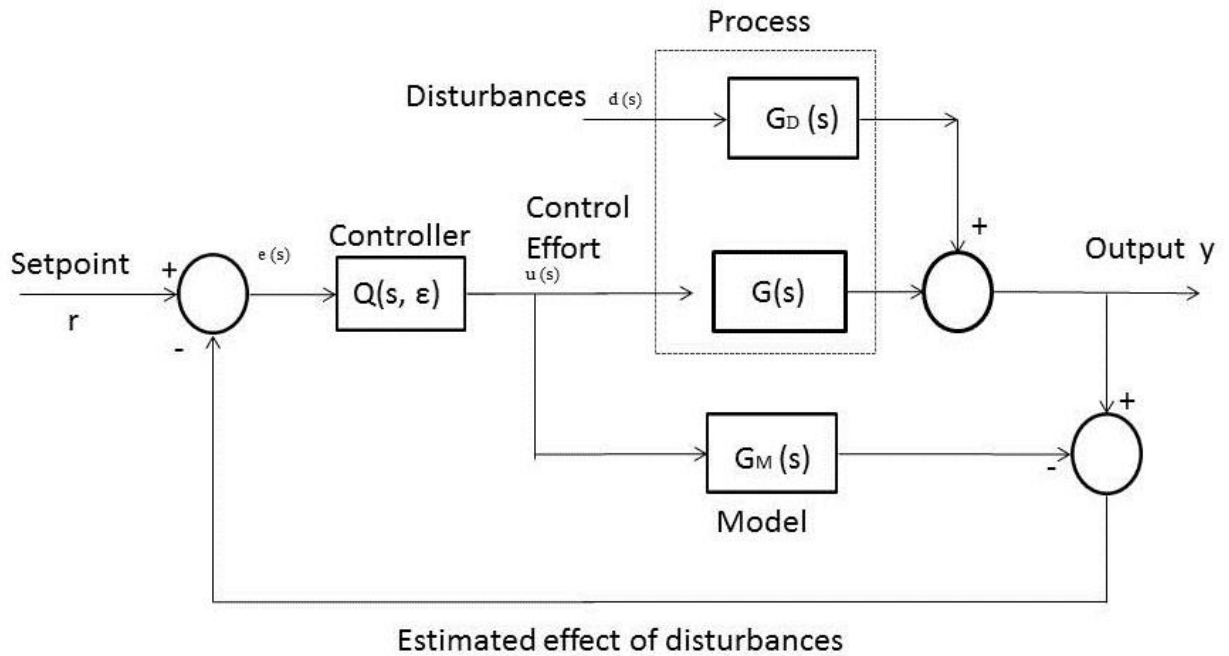 Process
Disturbances
d (s)
GD (s)
Control
Effort
u (s)
+
Controller
Setpoint
+
e (s)
Q(s, ε)
G(s)
Output y
r
-
+
GM (s)
-
Model
Estimated effect of disturbances